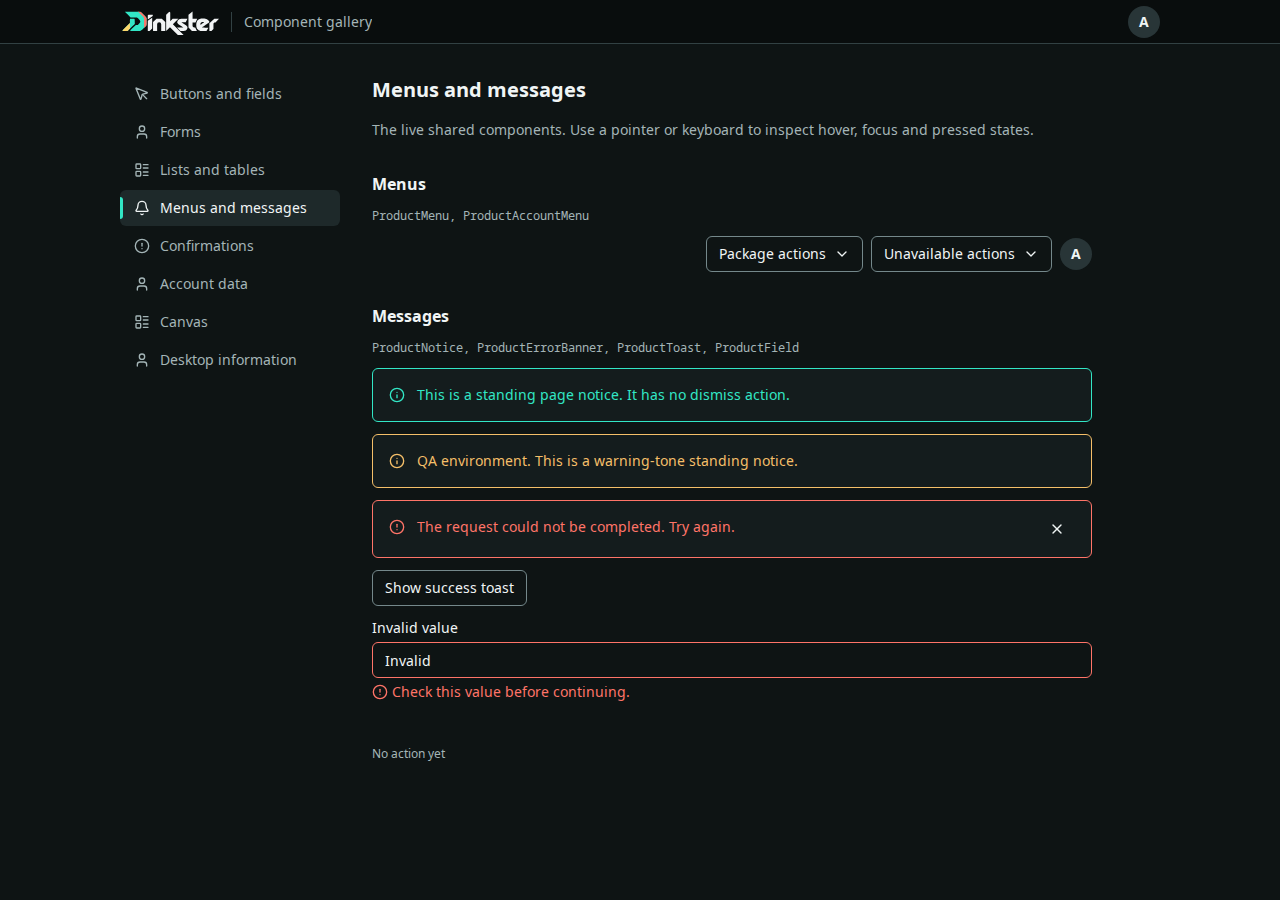 Dinkster
Component gallery
A
Buttons and fields
Forms
Lists and tables
Menus and messages
Confirmations
Account data
Canvas
Desktop information
Menus and messages
The live shared components. Use a pointer or keyboard to inspect hover, focus and pressed states.
Menus
ProductMenu, ProductAccountMenu
Package actions
Unavailable actions
A
Messages
ProductNotice, ProductErrorBanner, ProductToast, ProductField
This is a standing page notice. It has no dismiss action.
QA environment. This is a warning-tone standing notice.
The request could not be completed. Try again.
Show success toast
Invalid value
Invalid
Check this value before continuing.
No action yet